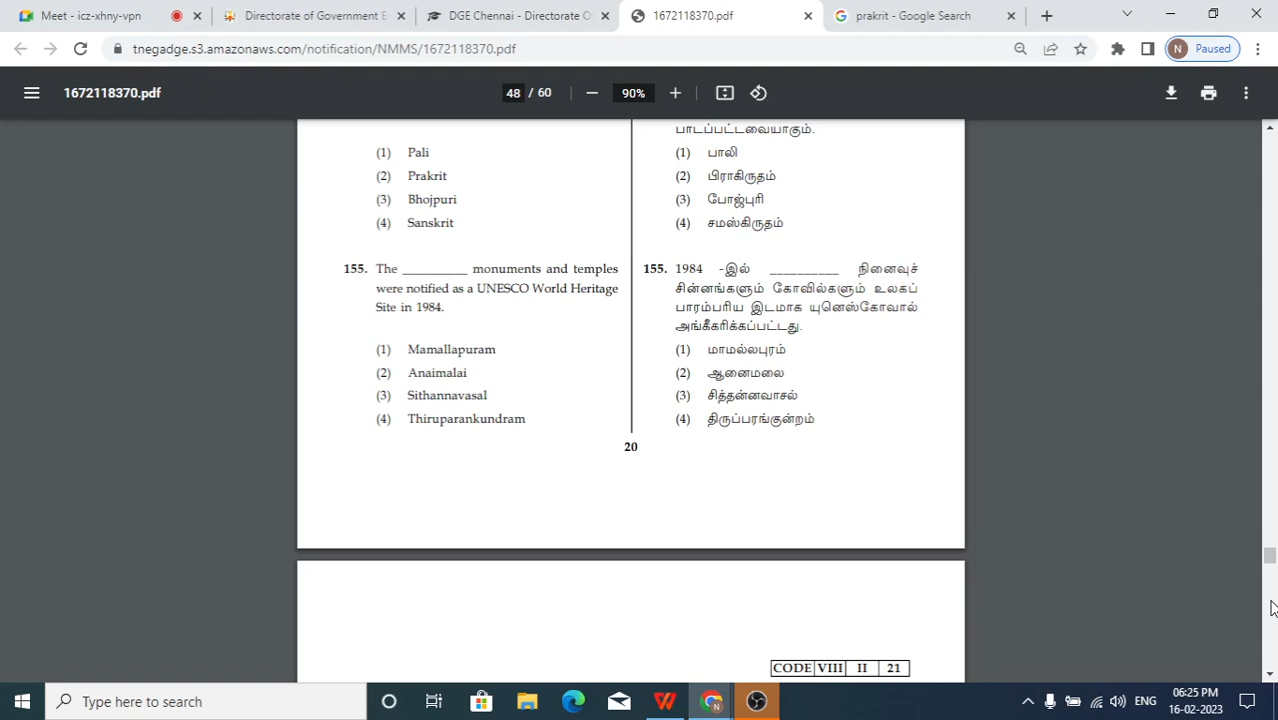 Meet - icz-xhny-vpn
Directorate of Government E
DGE Chennai - Directorate O
1672118370.pdf
prakrit - Google Search
tnegadge.s3.amazonaws.com/notification/NMMS/1672118370.pdf
N Paused
1672118370.pdf
48 / 60
90%
பாடப்பட்டவையாகும்.
(1) Pali
(2) Prakrit
(3) Bhojpuri
(4) Sanskrit
(1) பாலி
(2) பிராகிருதம்
(3) போஜ்புரி
(4) சமஸ்கிருதம்
155. The __________ monuments and temples
were notified as a UNESCO World Heritage
Site in 1984.
(1) Mamallapuram
(2) Anaimalai
(3) Sithannavasal
(4) Thiruparankundram
155. 1984 -இல் __________ நினைவுச்
சின்னங்களும் கோவில்களும் உலகப்
பாரம்பரிய இடமாக யுனெஸ்கோவால்
அங்கீகரிக்கப்பட்டது.
(1) மாமல்லபுரம்
(2) ஆனைமலை
(3) சித்தன்னவாசல்
(4) திருப்பரங்குன்றம்
20
CODE VIII II 21
Type here to search
N
ENG
06:25 PM
16-02-2023